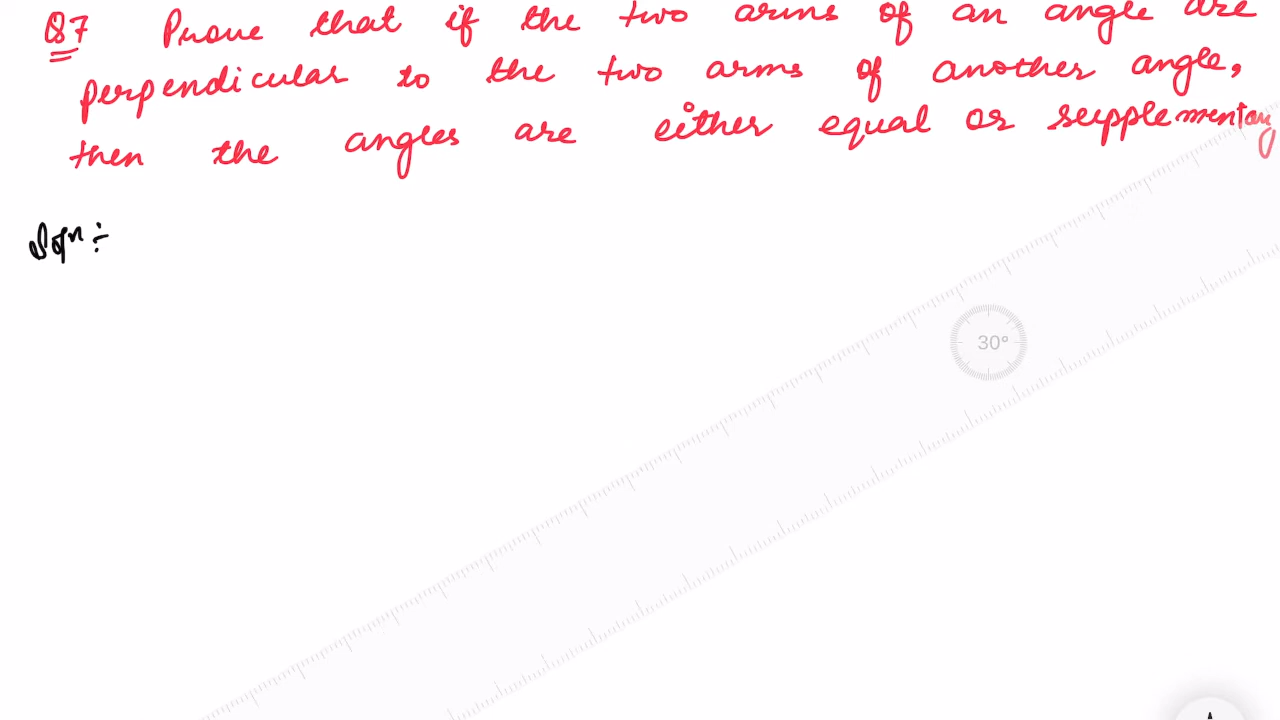 Q7 Prove that if the two arms of an angle are
perpendicular to the two arms of another angle,
then the angles are either equal or supplementary
Sol^n ÷
30°